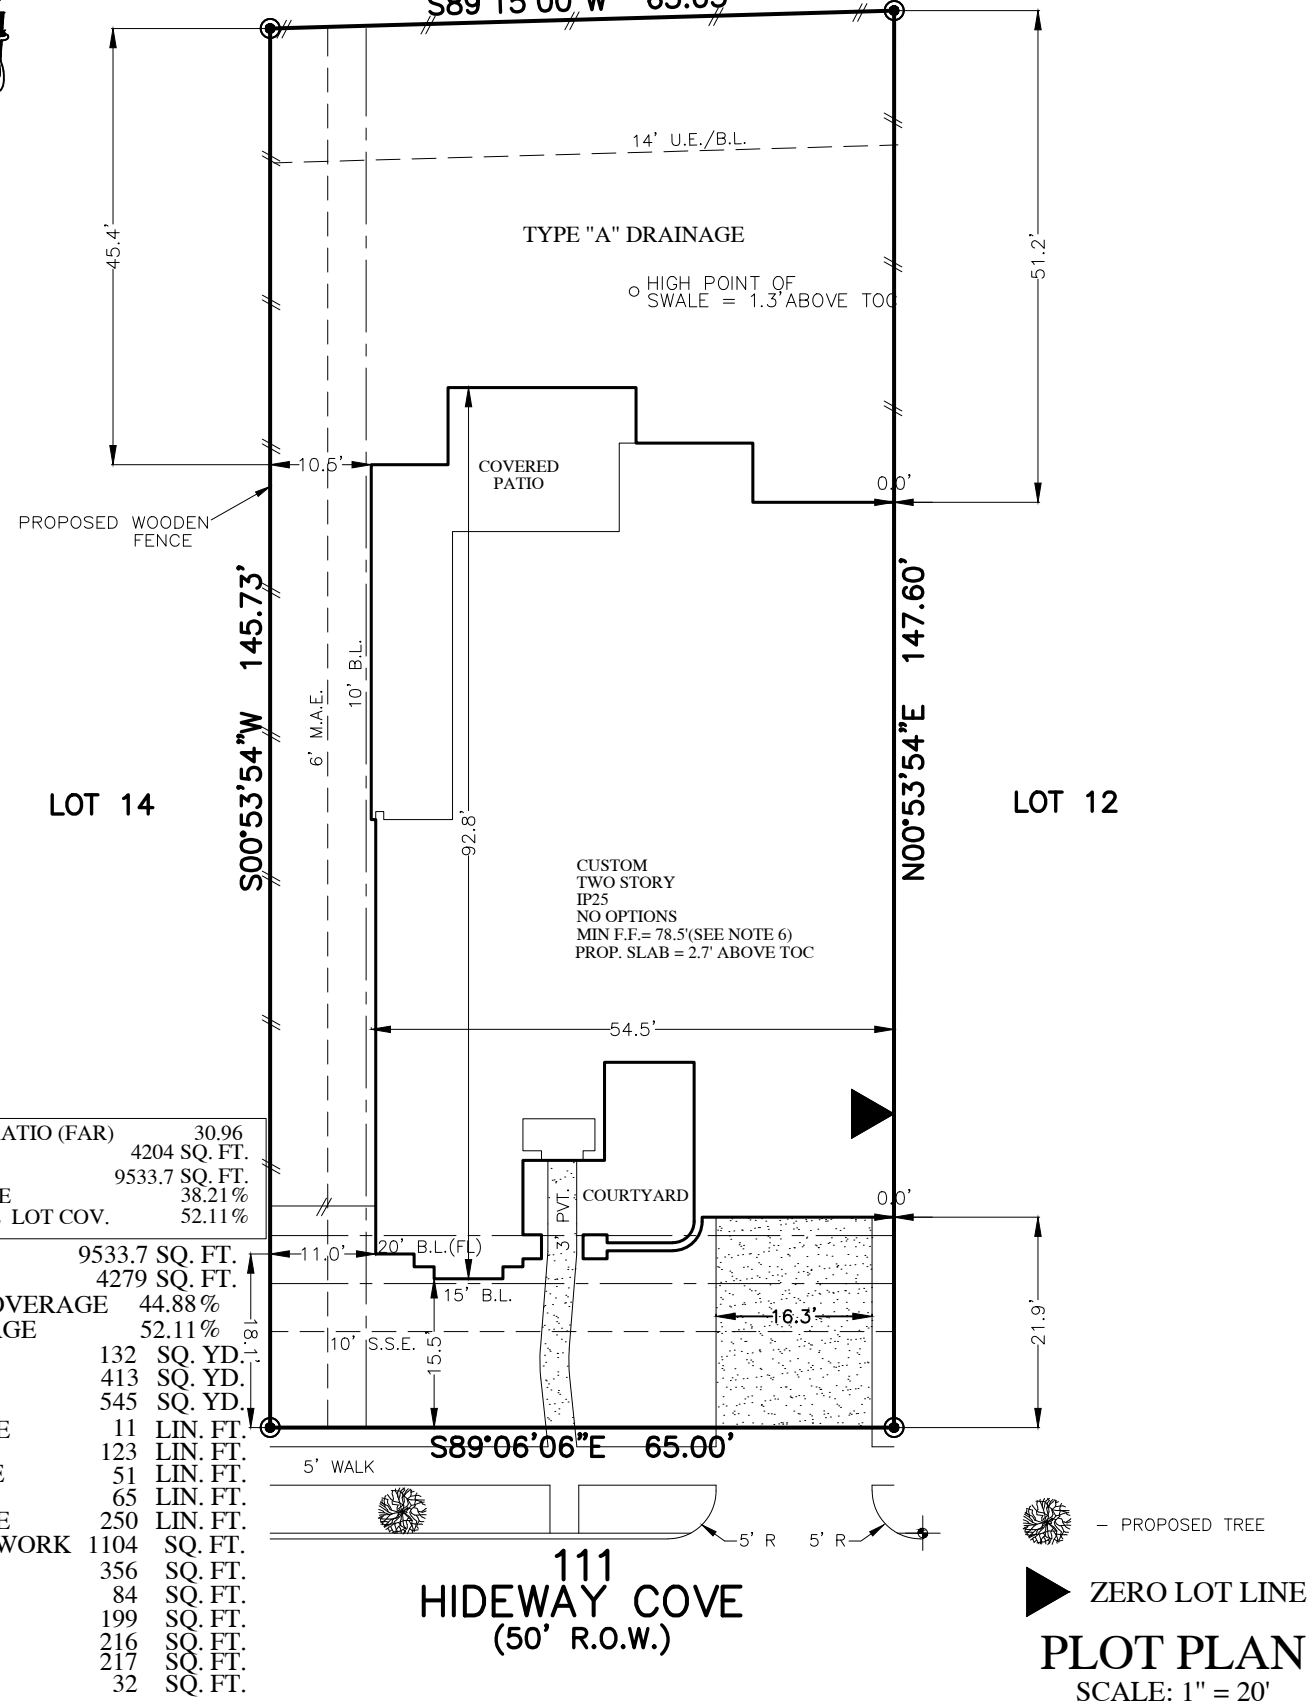 45.4'
14' U.E./B.L.
51.2'
TYPE "A" DRAINAGE
HIGH POINT OF
SWALE = 1.3'ABOVE TOC
COVERED
PATIO
10.5'
0.0'
PROPOSED WOODEN
FENCE
S00°53'54"W 145.73'
N00°53'54"E 147.60'
10' B.L.
6' M.A.E.
LOT 14
LOT 12
92.8'
CUSTOM
TWO STORY
IP25
NO OPTIONS
MIN F.F.= 78.5'(SEE NOTE 6)
PROP. SLAB = 2.7' ABOVE TOC
54.5'
ATIO (FAR) 30.96
4204 SQ. FT.
9533.7 SQ. FT.
E 38.21%
LOT COV. 52.11%
3' PVT.
COURTYARD
0.0'
9533.7 SQ. FT.
4279 SQ. FT.
OVERAGE 44.88%
GE 52.11%
132 SQ. YD.
413 SQ. YD.
545 SQ. YD.
E 11 LIN. FT.
123 LIN. FT.
E 51 LIN. FT.
65 LIN. FT.
E 250 LIN. FT.
WORK 1104 SQ. FT.
356 SQ. FT.
84 SQ. FT.
199 SQ. FT.
216 SQ. FT.
217 SQ. FT.
32 SQ. FT.
11.0'
20' B.L.(FL)
15' B.L.
18.1'
10' S.S.E.
15.5'
16.3'
21.9'
S89°06'06"E 65.00'
5' WALK
5' R 5' R
111
HIDEWAY COVE
(50' R.O.W.)
- PROPOSED TREE
ZERO LOT LINE
PLOT PLAN
SCALE: 1" = 20'